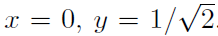 x = 0, y = 1/√2.